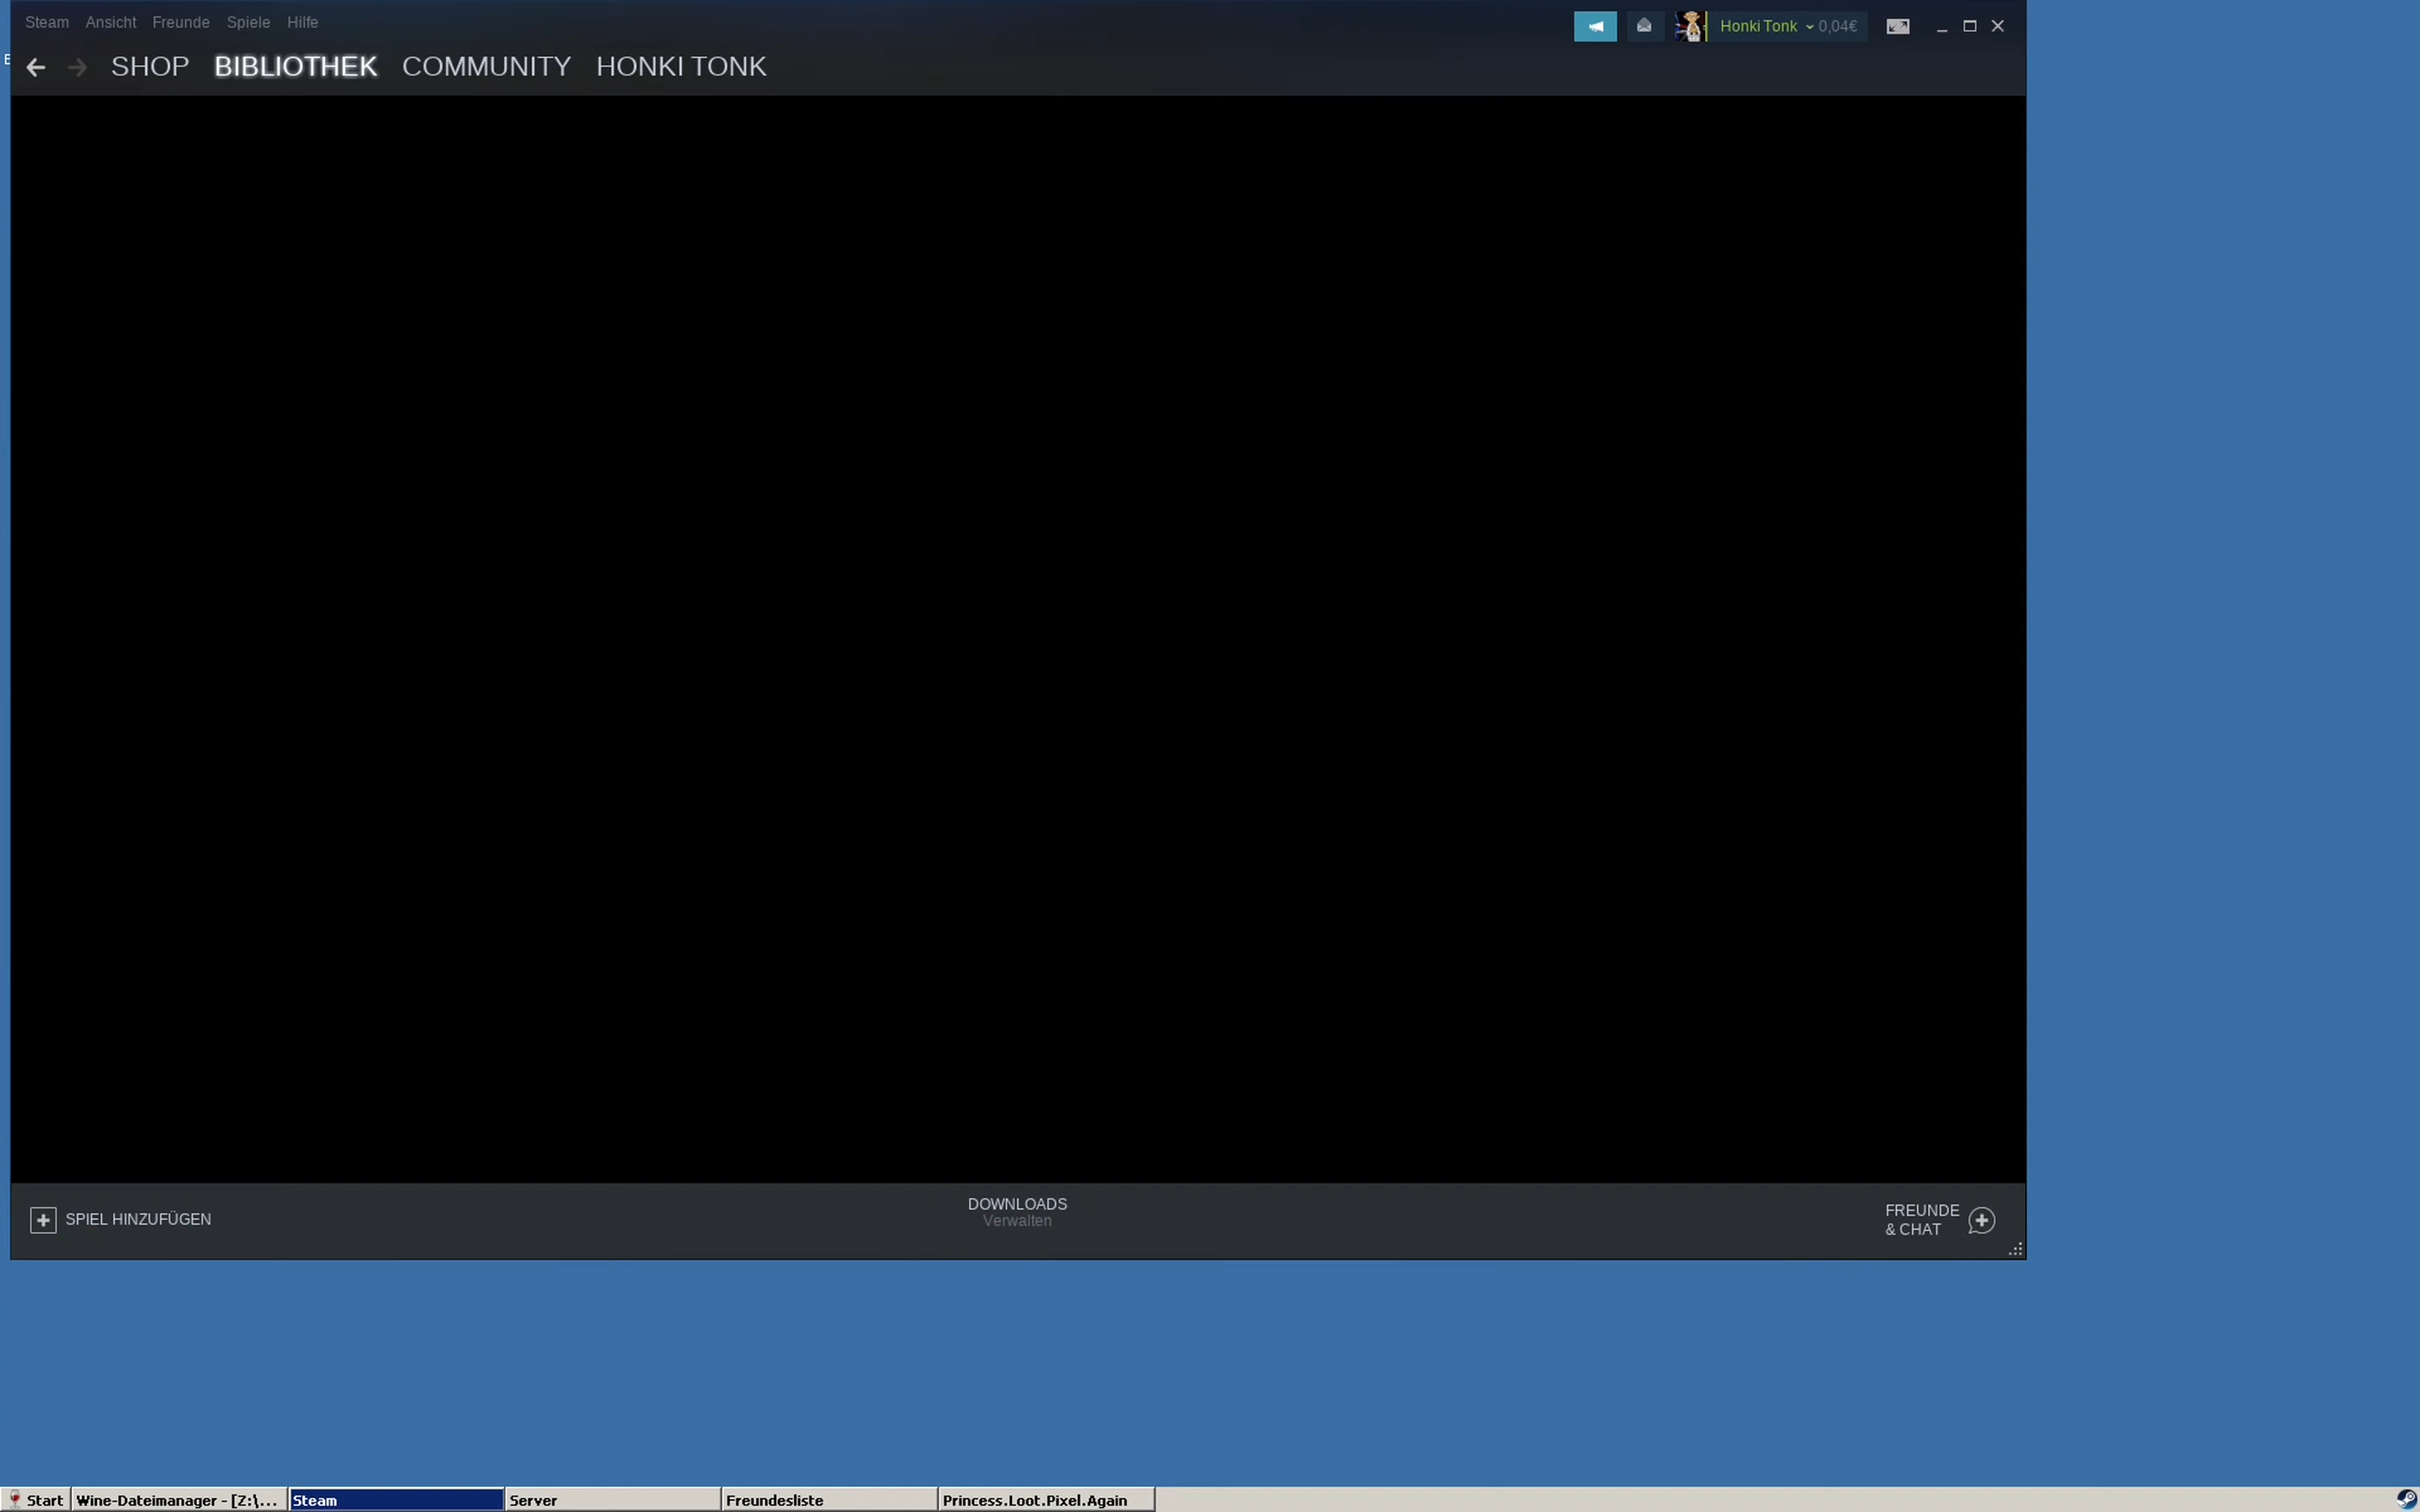 Steam Ansicht Freunde Spiele Hilfe
Honki Tonk 0,04€
SHOP BIBLIOTHEK COMMUNITY HONKI TONK
SPIEL HINZUFÜGEN
DOWNLOADS
Verwalten
FREUNDE
& CHAT
Start Wine-Dateimanager - [Z:\... Steam Server Freundesliste Princess.Loot.Pixel.Again